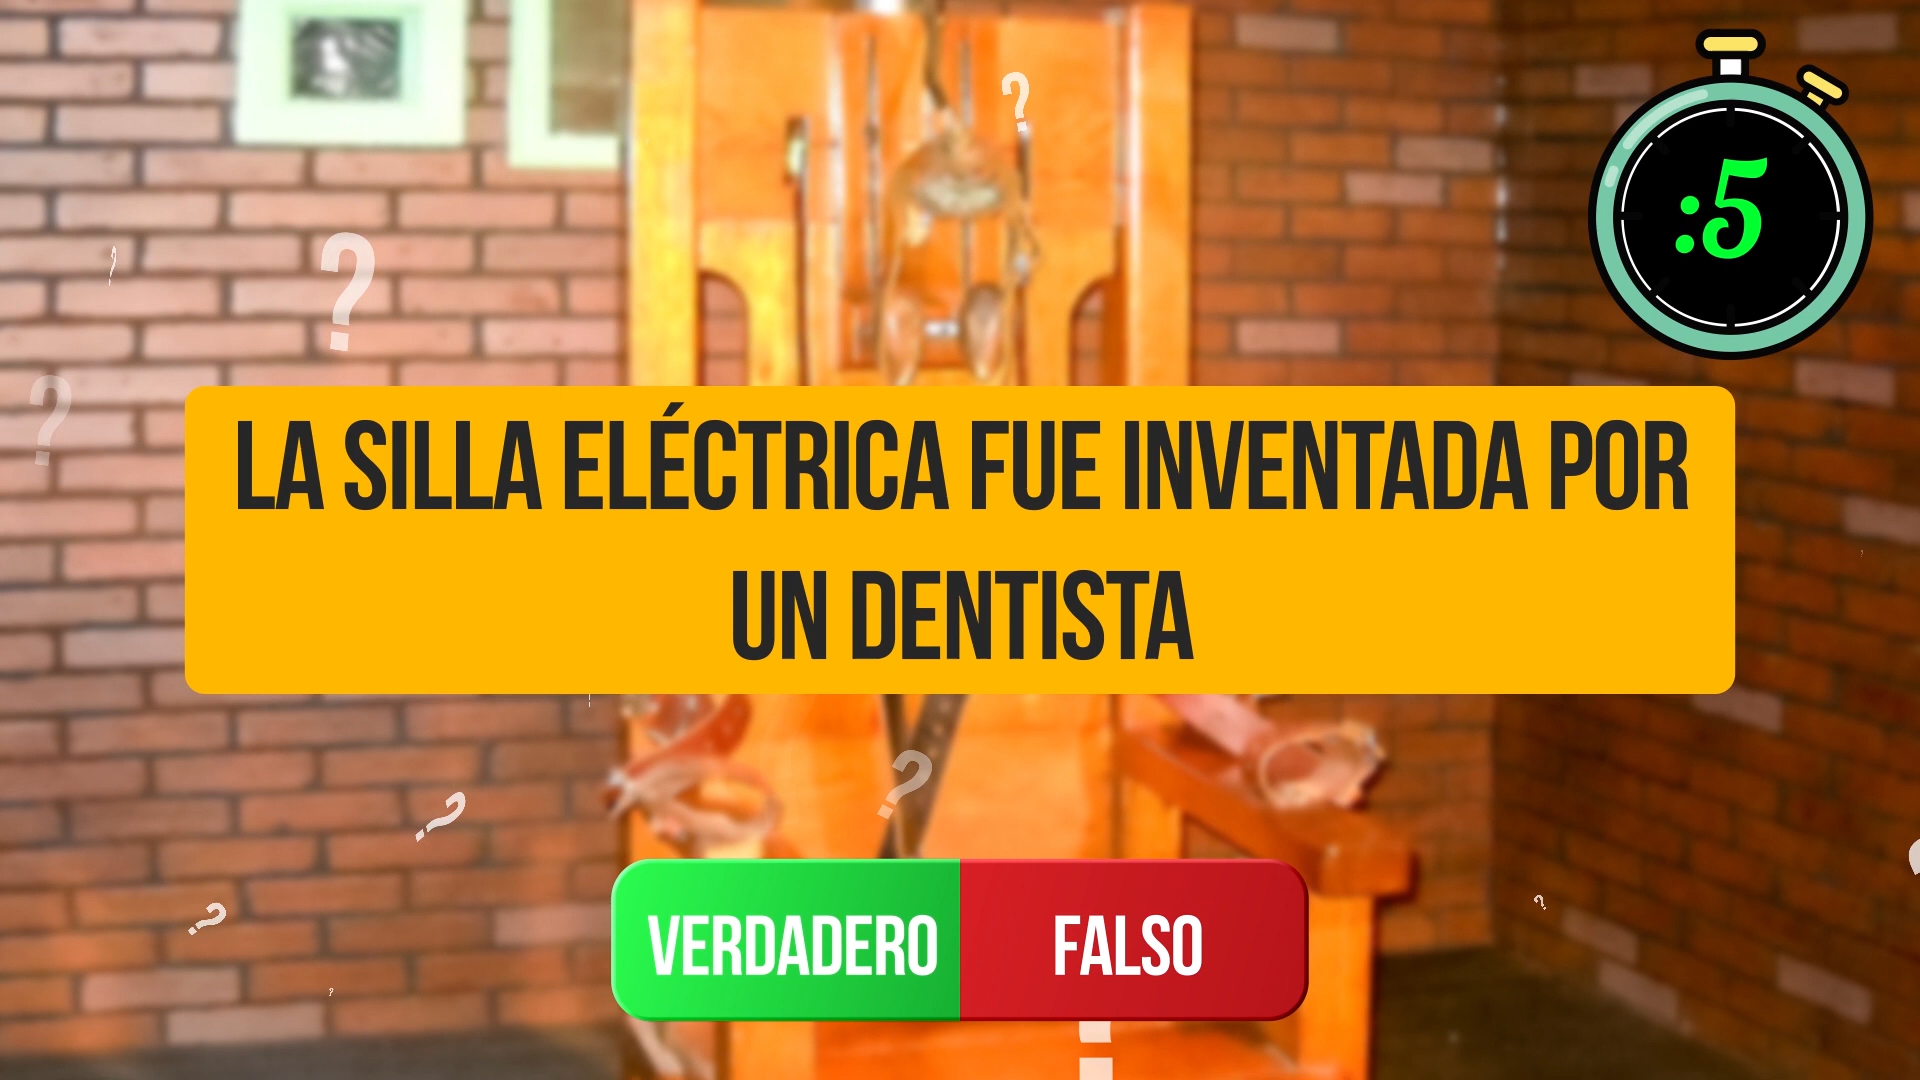 :5
LA SILLA ELÉCTRICA FUE INVENTADA POR
UN DENTISTA
VERDADERO
FALSO